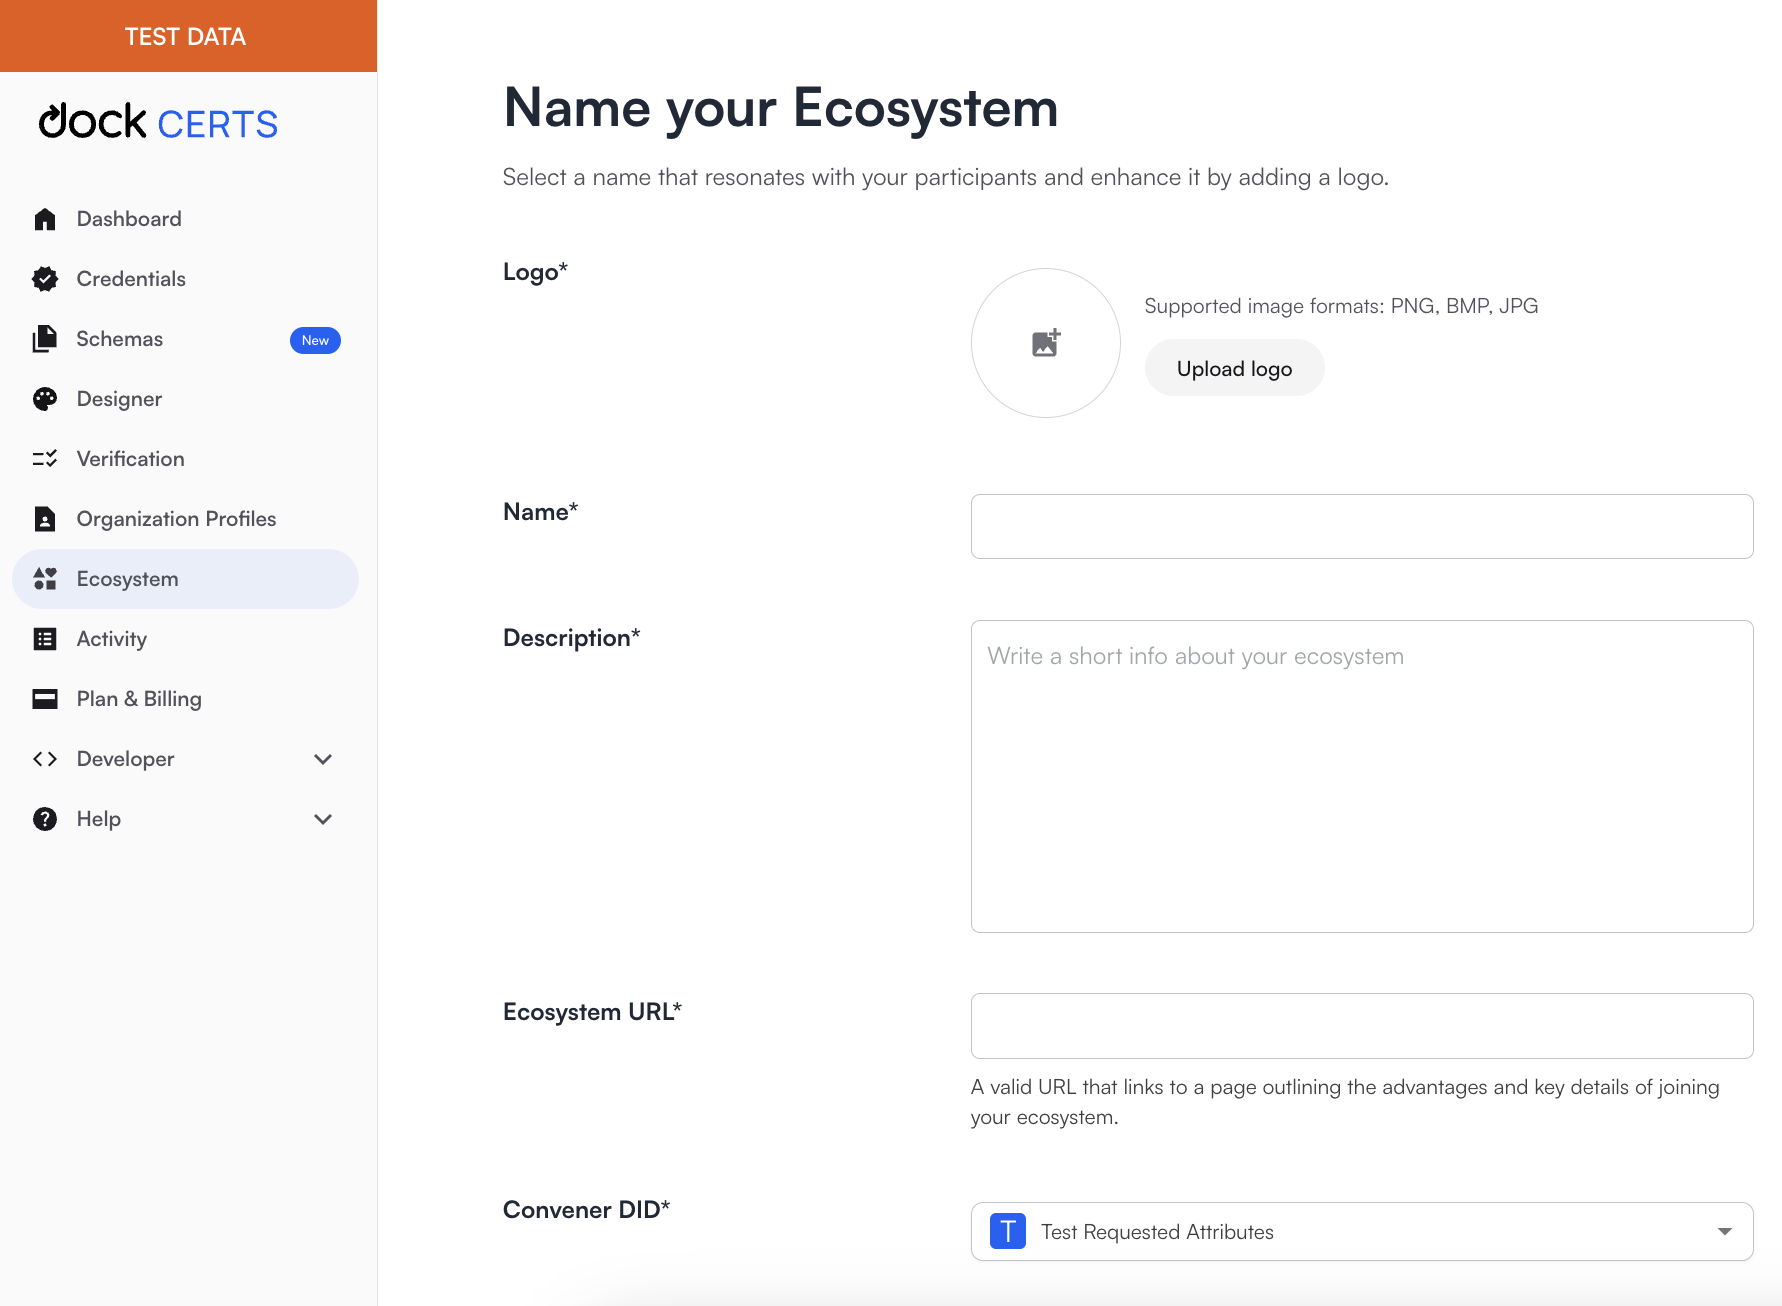 TEST DATA
dock CERTS
Dashboard
Credentials
Schemas
New
Designer
Verification
Organization Profiles
Ecosystem
Activity
Plan & Billing
Developer
Help
Name your Ecosystem
Select a name that resonates with your participants and enhance it by adding a logo.
Logo*
Supported image formats: PNG, BMP, JPG
Upload logo
Name*
Description*
Write a short info about your ecosystem
Ecosystem URL*
A valid URL that links to a page outlining the advantages and key details of joining
your ecosystem.
Convener DID*
T Test Requested Attributes